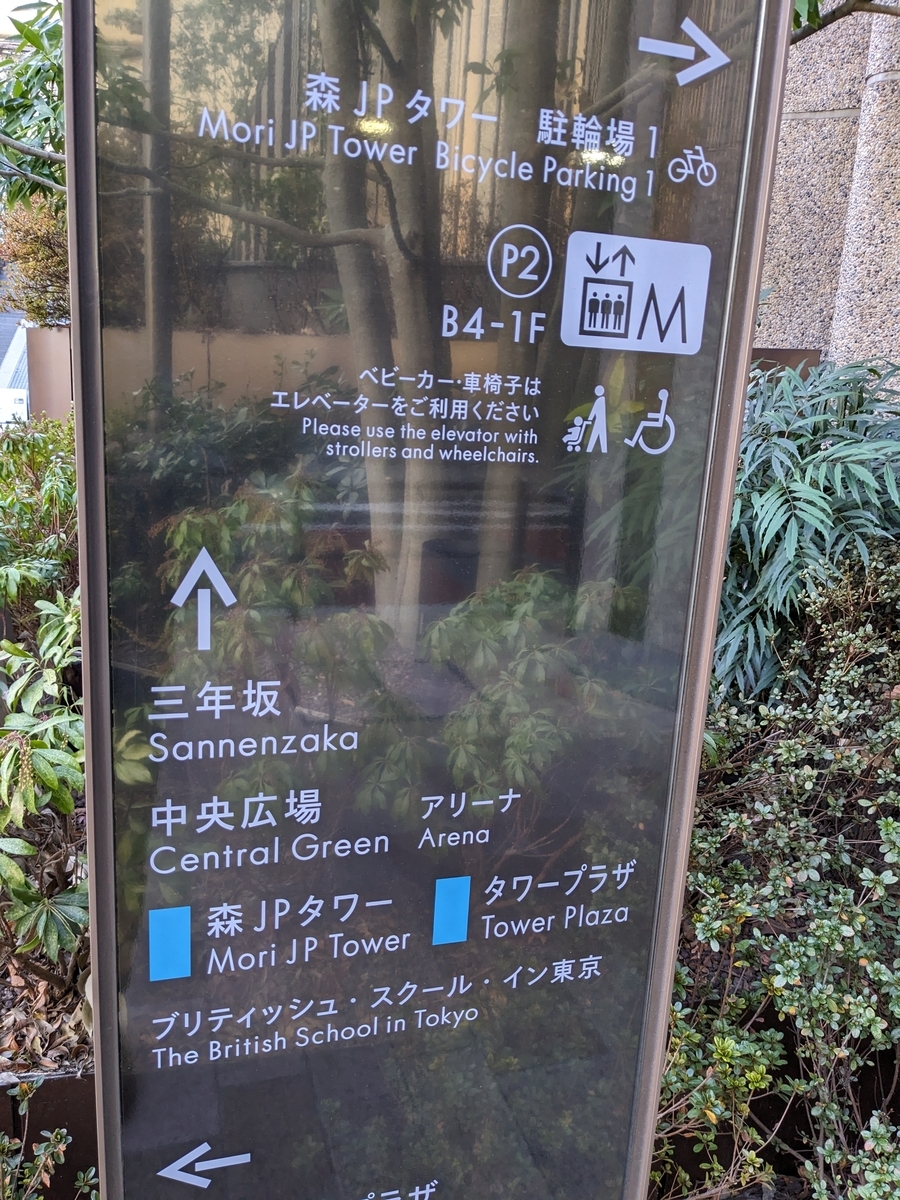 森 JP タワー 駐輪場 1
Mori JP Tower Bicycle Parking 1
P2
B4-1F
M
ベビーカー・車椅子は
エレベーターをご利用ください
Please use the elevator with
strollers and wheelchairs.
三年坂
Sannenzaka
中央広場
Central Green
アリーナ
Arena
森JPタワー
Mori JP Tower
タワープラザ
Tower Plaza
ブリティッシュ・スクール・イン東京
The British School in Tokyo
プラザ